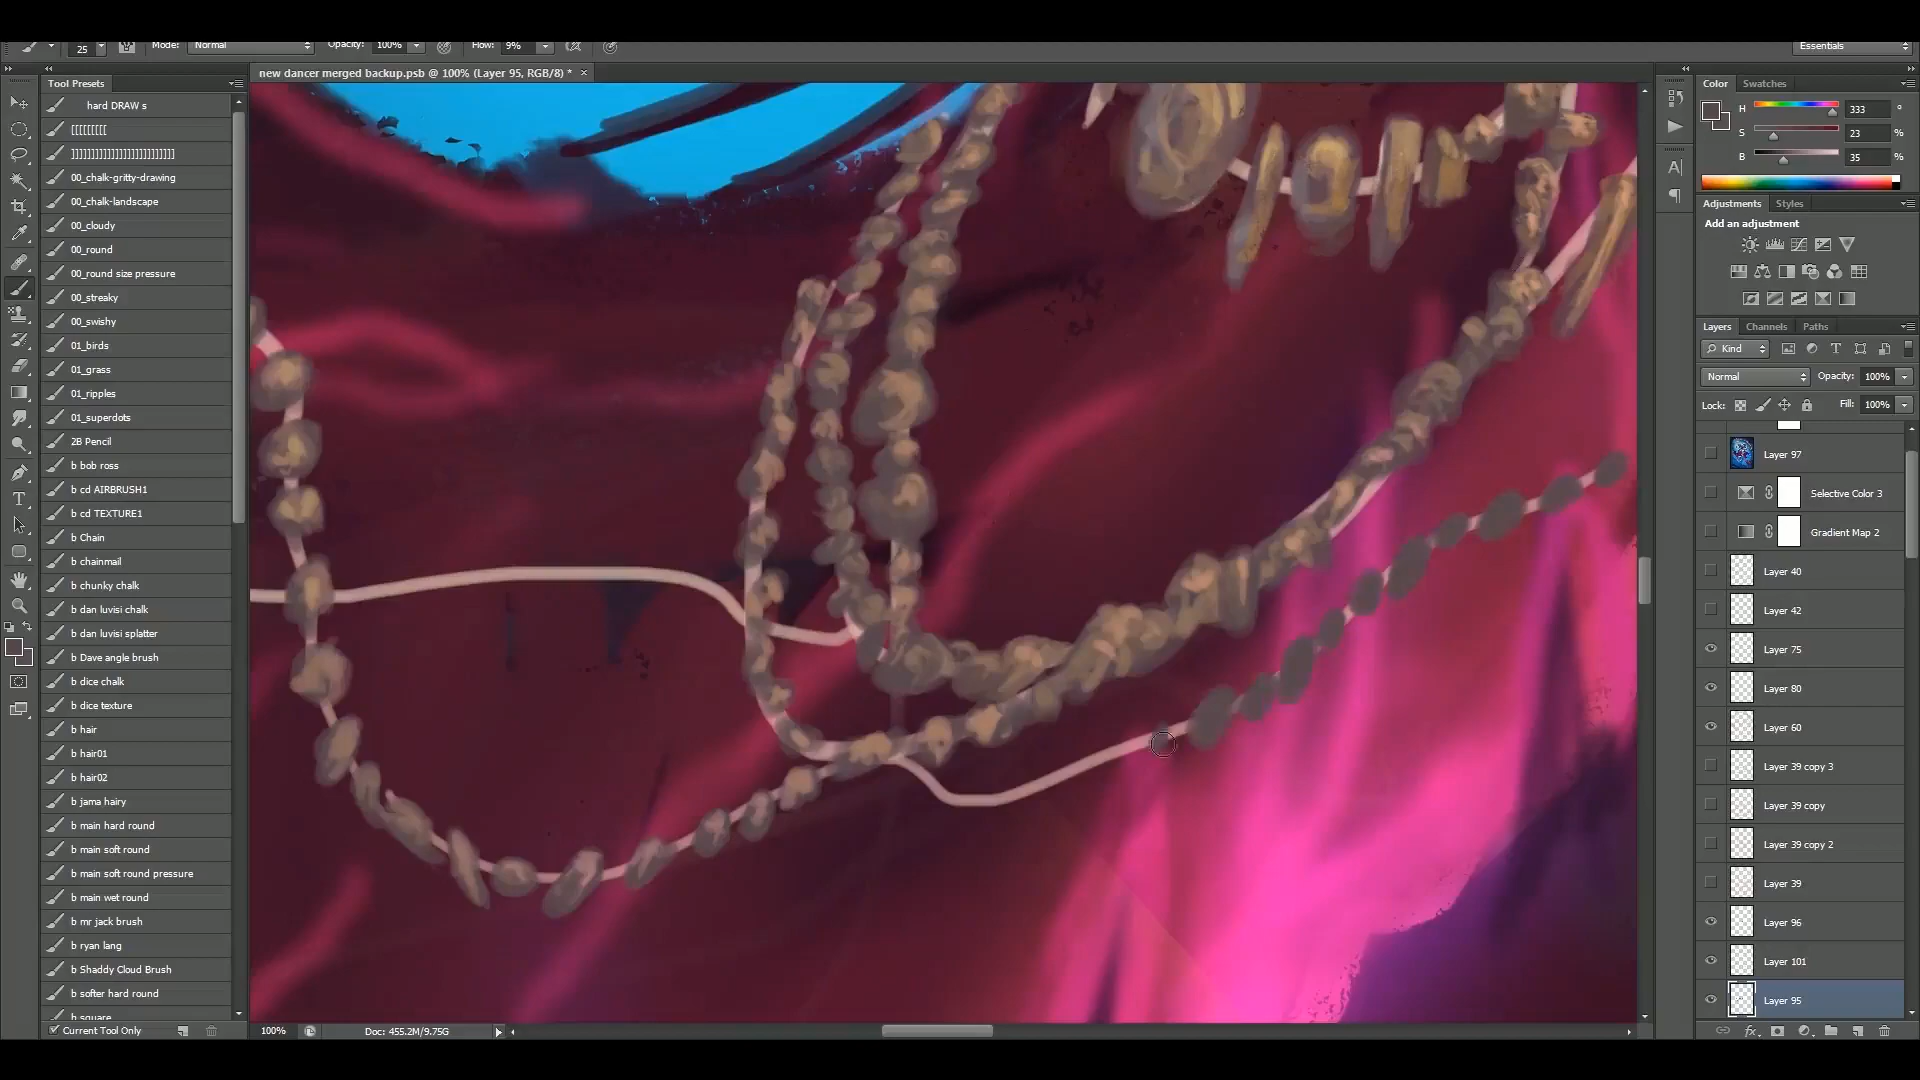 25 Mode: Normal Opacity: 100% Flow: 9% Essentials
Tool Presets
new dancer merged backup.psb @ 100% (Layer 95, RGB/8) * ×
hard DRAW s
[[[[[[[[[
00_chalk-gritty-drawing
00_chalk-landscape
00_cloudy
00_round
00_round size pressure
00_streaky
00_swishy
01_birds
01_grass
01_ripples
01_superdots
2B Pencil
b bob ross
b cd AIRBRUSH1
b cd TEXTURE1
b Chain
b chainmail
b chunky chalk
b dan luvisi chalk
b dan luvisi splatter
b Dave angle brush
b dice chalk
b dice texture
b hair
b hair01
b hair02
b jama hairy
b main hard round
b main soft round
b main soft round pressure
b main wet round
b mr jack brush
b ryan lang
b Shaddy Cloud Brush
b softer hard round
b square
Current Tool Only
100% Doc: 455.2M/9.75G
Color Swatches
H 333 °
S 23 %
B 35 %
Adjustments Styles
Add an adjustment
Layers Channels Paths
Kind
Normal Opacity: 100%
Lock: Fill: 100%
Layer 97
Selective Color 3
Gradient Map 2
Layer 40
Layer 42
Layer 75
Layer 80
Layer 60
Layer 39 copy 3
Layer 39 copy
Layer 39 copy 2
Layer 39
Layer 96
Layer 101
Layer 95